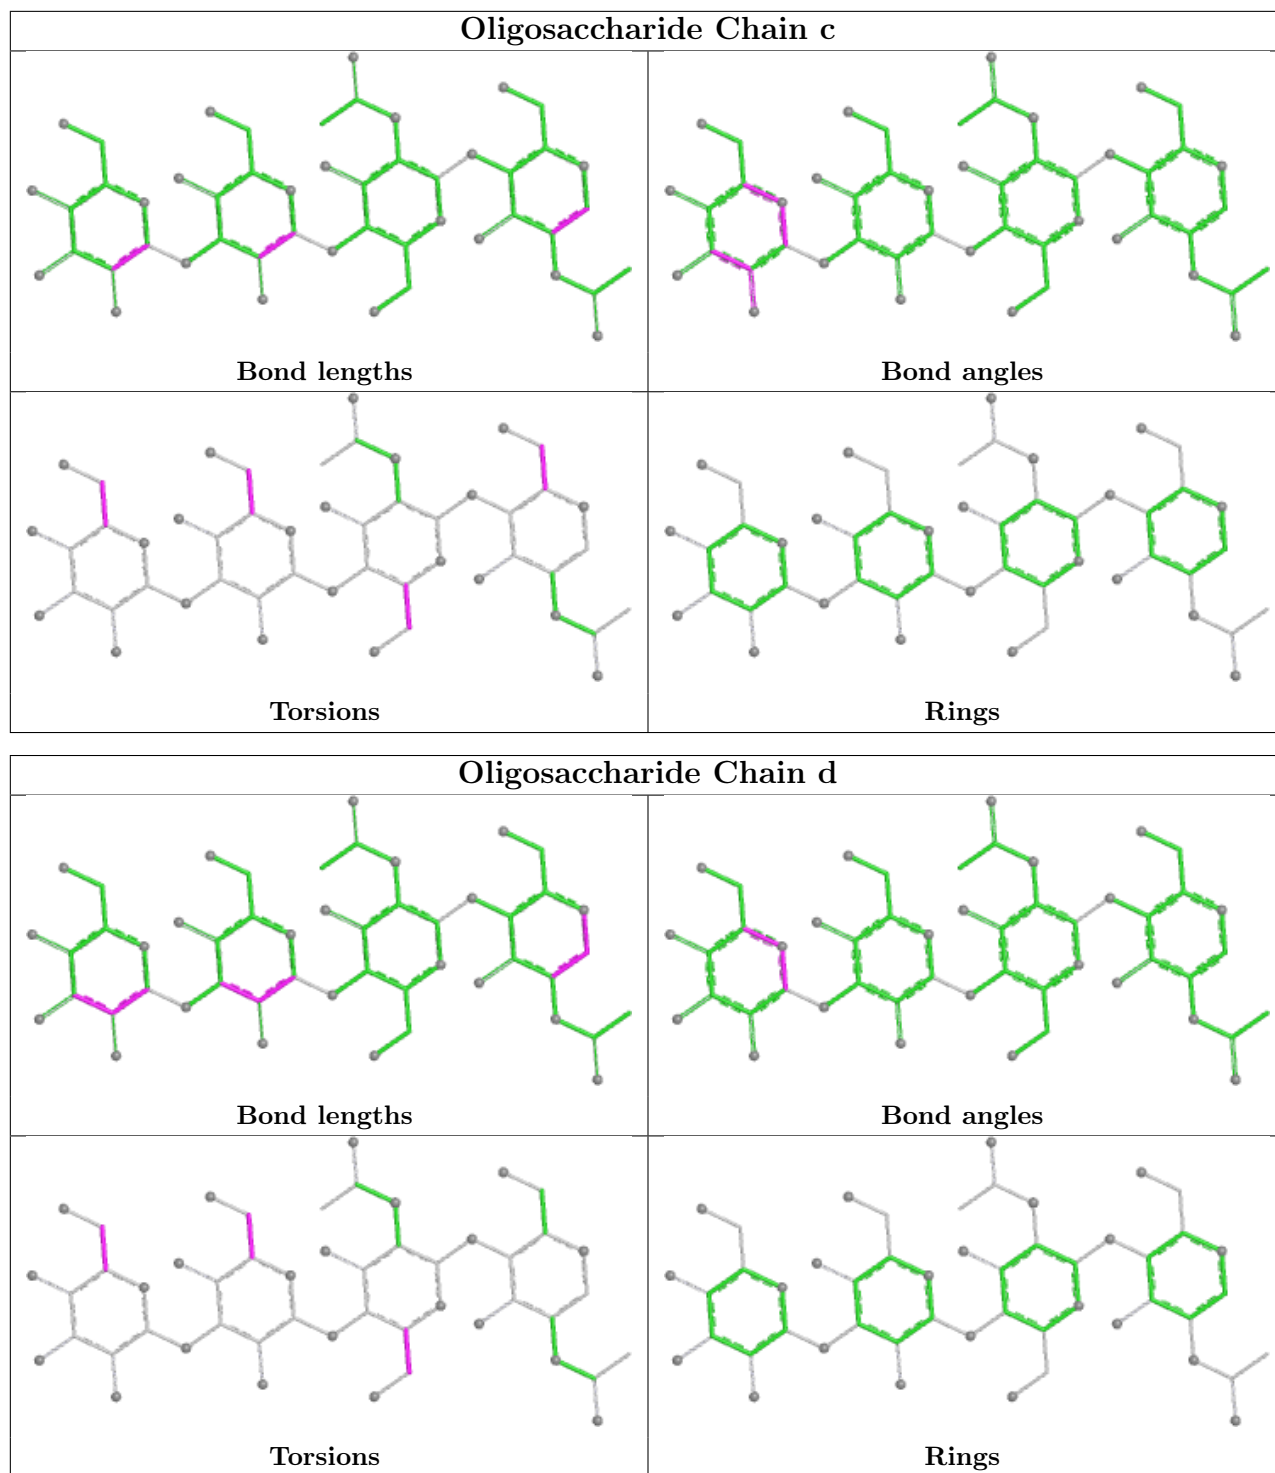 Oligosaccharide Chain c
Bond lengths
Bond angles
Torsions
Rings
Oligosaccharide Chain d
Bond lengths
Bond angles
Torsions
Rings